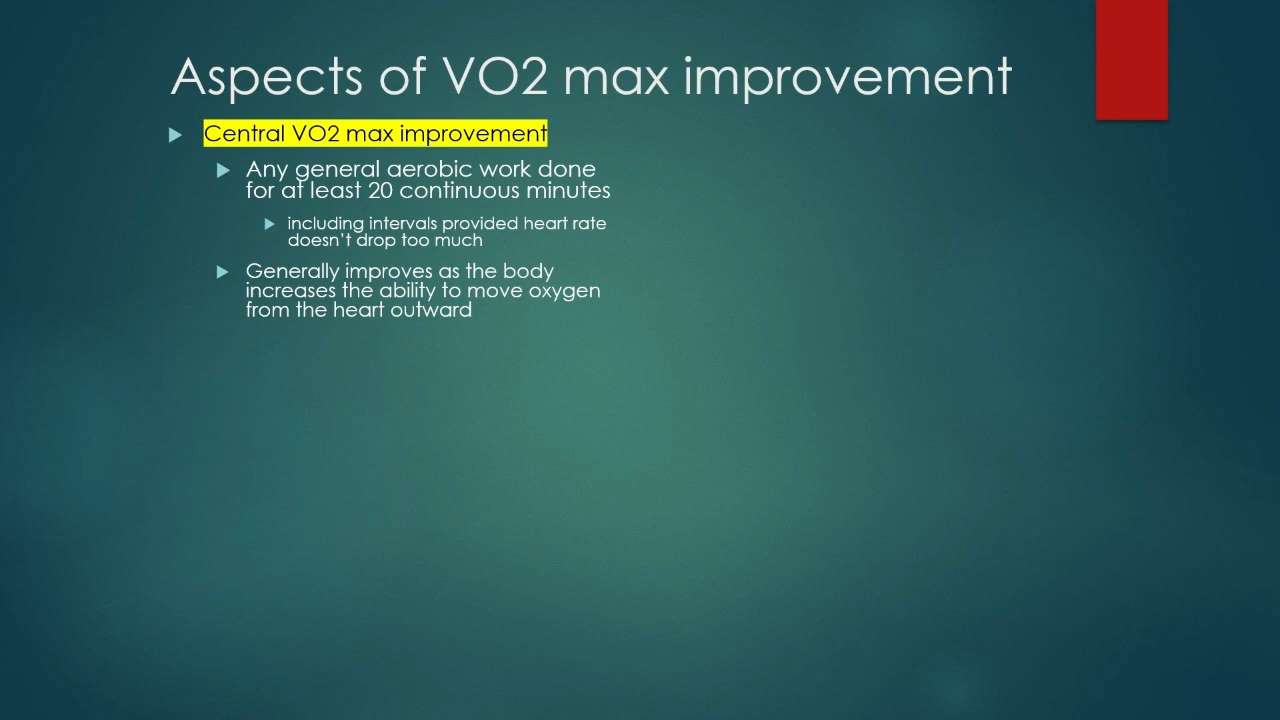 Aspects of VO2 max improvement
Central VO2 max improvement
Any general aerobic work done
for at least 20 continuous minutes
including intervals provided heart rate
doesn't drop too much
Generally improves as the body
increases the ability to move oxygen
from the heart outward